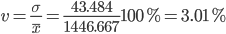 v = σ / x̅ = 43.484 / 1446.667 100 % = 3.01 %